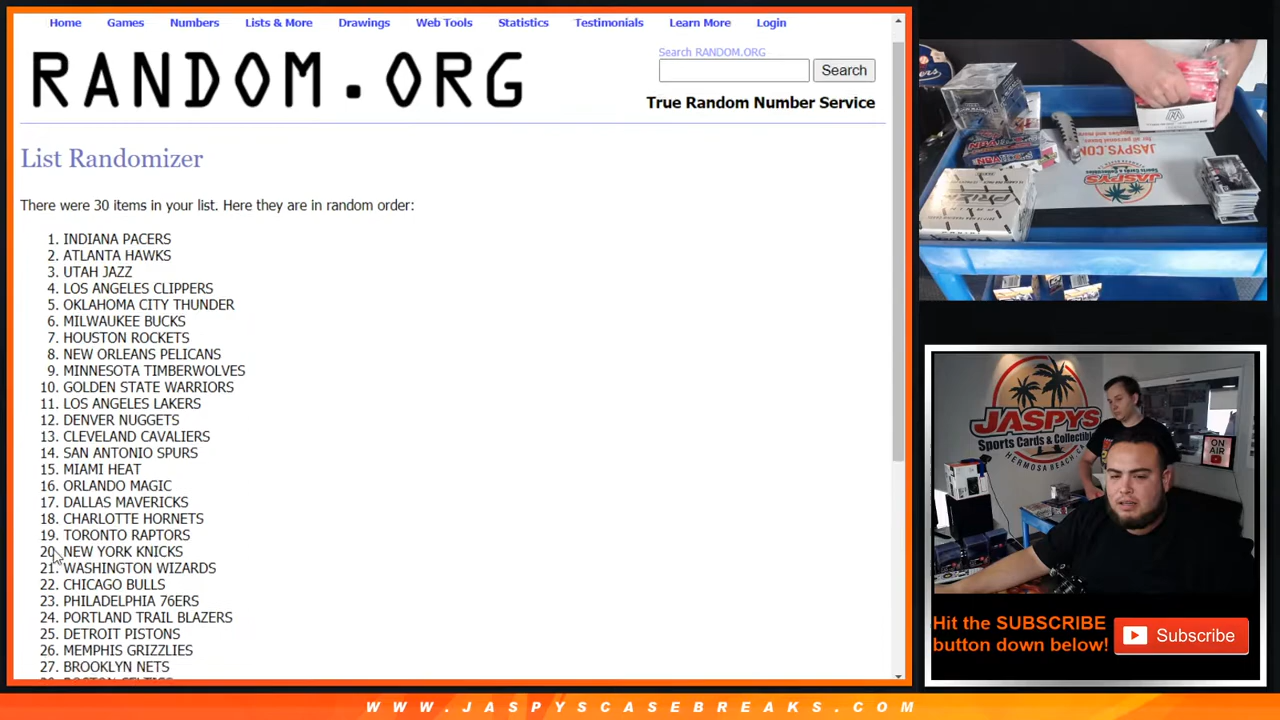 Home Games Numbers Lists & More Drawings Web Tools Statistics Testimonials Learn More Login
RANDOM.ORG
Search RANDOM.ORG
Search
True Random Number Service
List Randomizer
There were 30 items in your list. Here they are in random order:
1. INDIANA PACERS
2. ATLANTA HAWKS
3. UTAH JAZZ
4. LOS ANGELES CLIPPERS
5. OKLAHOMA CITY THUNDER
6. MILWAUKEE BUCKS
7. HOUSTON ROCKETS
8. NEW ORLEANS PELICANS
9. MINNESOTA TIMBERWOLVES
10. GOLDEN STATE WARRIORS
11. LOS ANGELES LAKERS
12. DENVER NUGGETS
13. CLEVELAND CAVALIERS
14. SAN ANTONIO SPURS
15. MIAMI HEAT
16. ORLANDO MAGIC
17. DALLAS MAVERICKS
18. CHARLOTTE HORNETS
19. TORONTO RAPTORS
20. NEW YORK KNICKS
21. WASHINGTON WIZARDS
22. CHICAGO BULLS
23. PHILADELPHIA 76ERS
24. PORTLAND TRAIL BLAZERS
25. DETROIT PISTONS
26. MEMPHIS GRIZZLIES
27. BROOKLYN NETS
JASPYS.COM
JASPYS
JASPYS
Sports Cards & Collectibles
HERMOSA BEACH,
ON
AIR
Hit the SUBSCRIBE
button down below!
Subscribe
WWW.JASPYSCASEBREAKS.COM